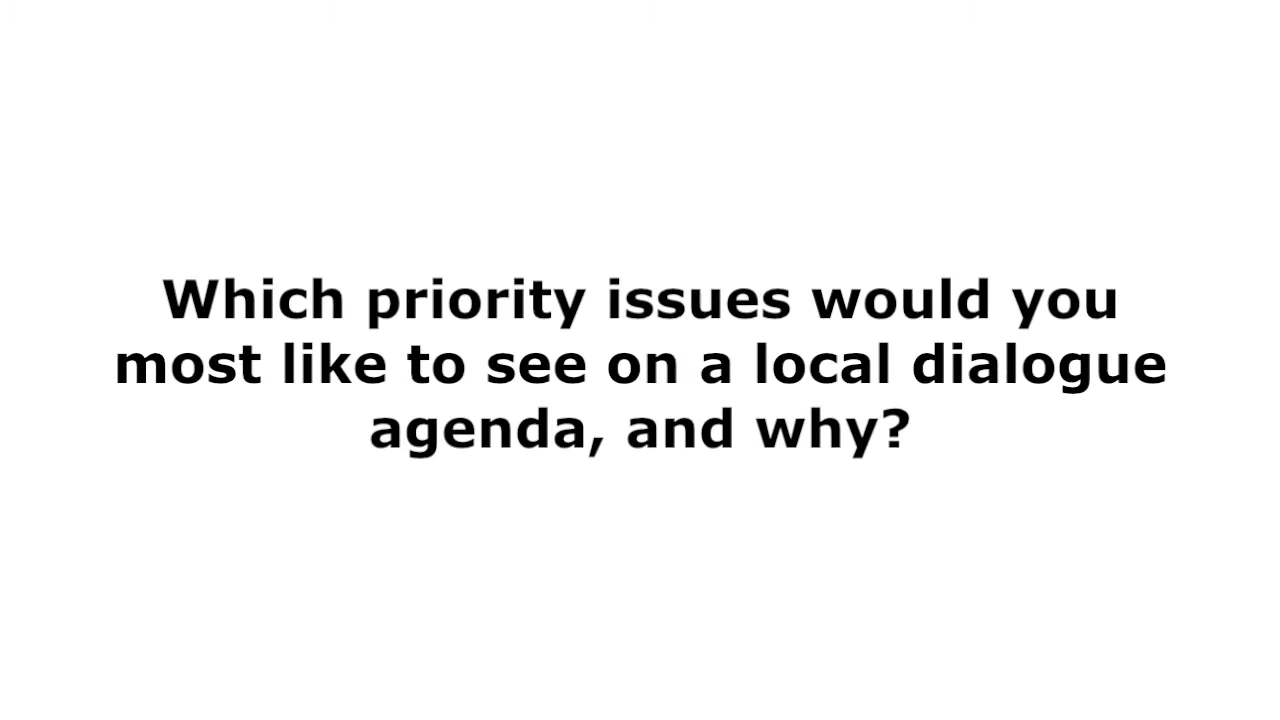 Which priority issues would you
most like to see on a local dialogue
agenda, and why?